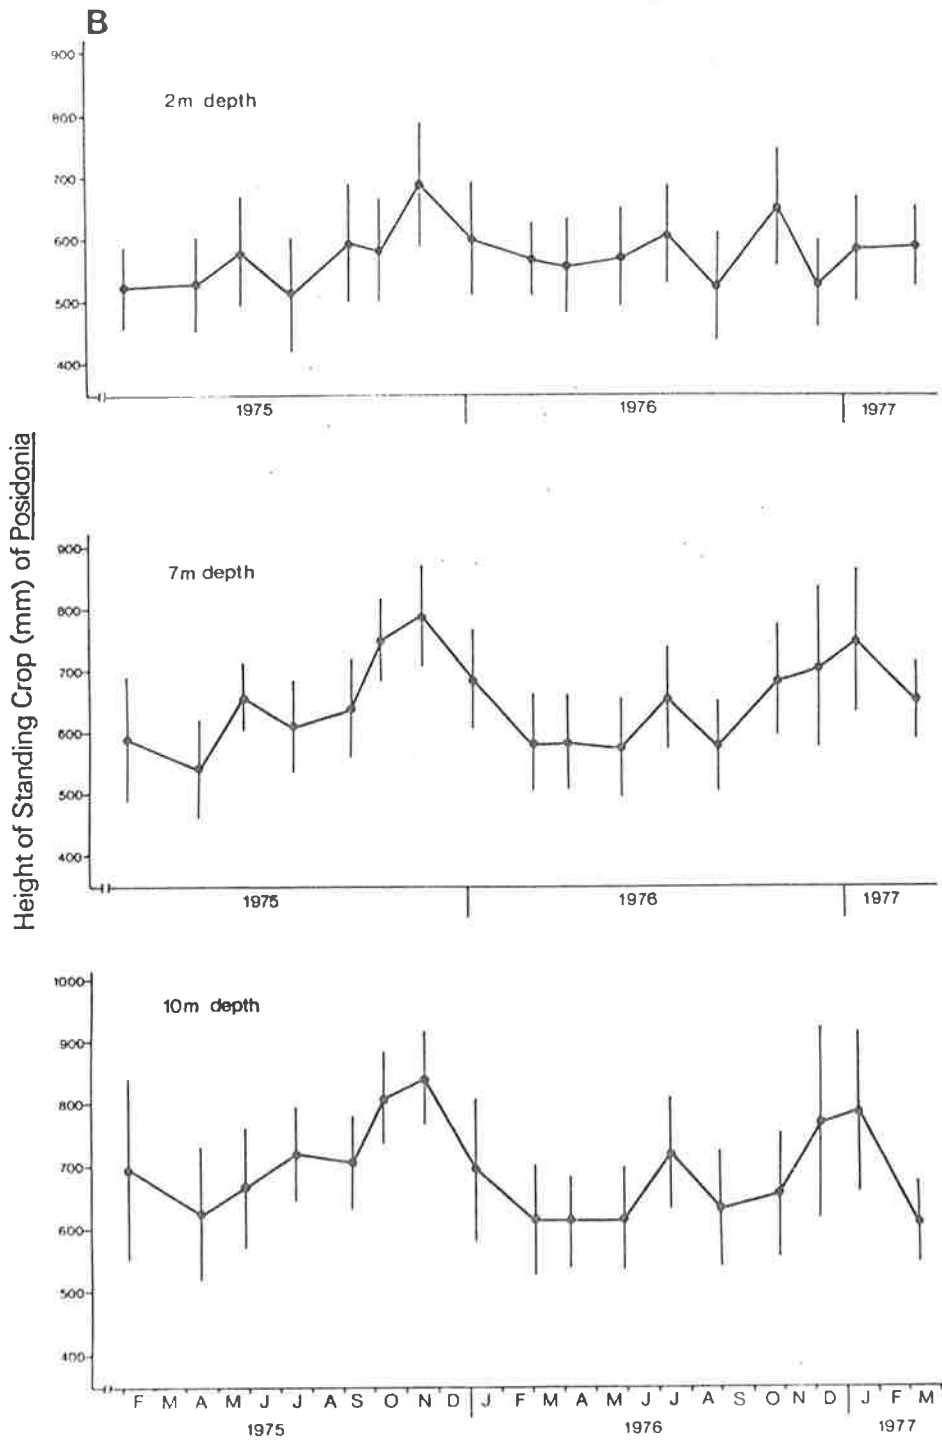 B
900
2m depth
800
700
600
500
400
1975 1976 1977
Height of Standing Crop (mm) of Posidonia
900
7m depth
800
700
600
500
400
1975 1976 1977
1000
10m depth
900
800
700
600
500
400
F M A M J J A S O N D J F M A M J J A S O N D J F M
1975 1976 1977